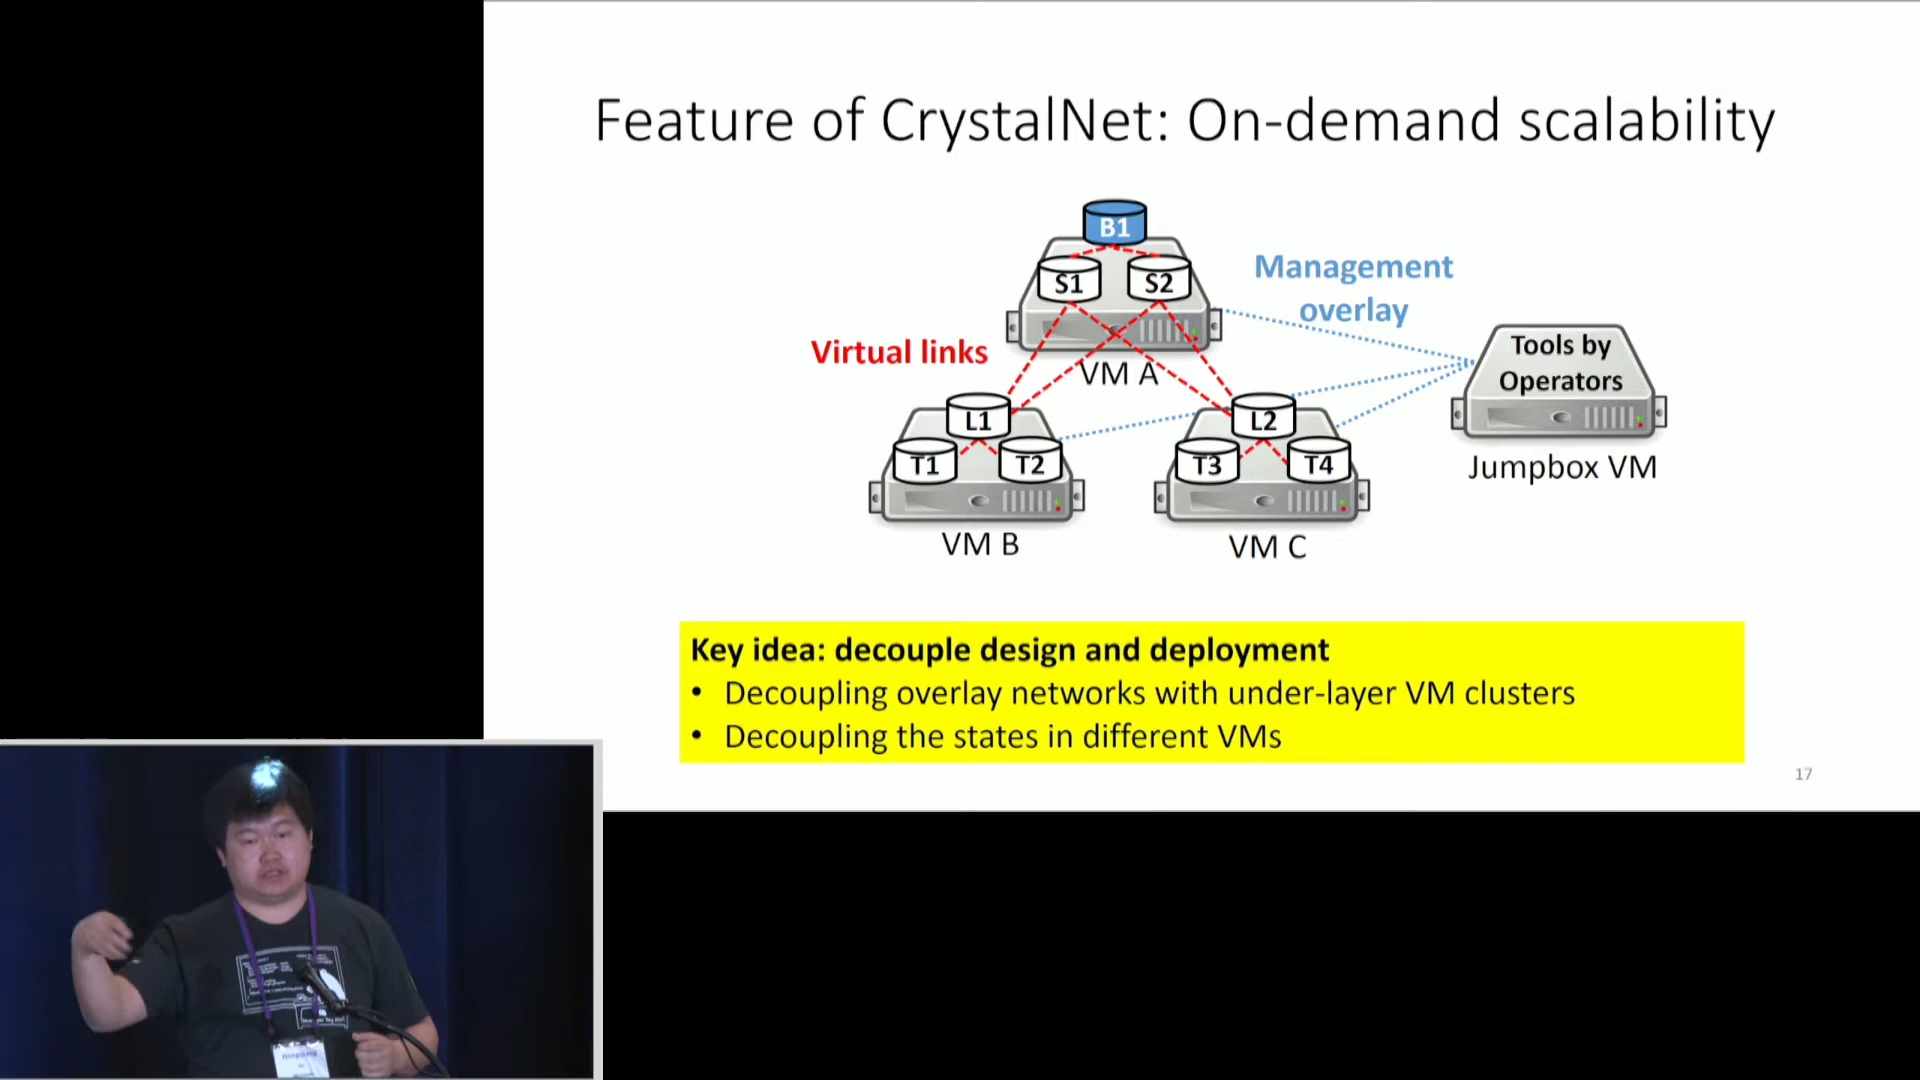 Feature of CrystalNet: On-demand scalability
B1
S1 S2
Management
overlay
Virtual links
VM A
Tools by
Operators
Jumpbox VM
L1
T1 T2
L2
T3 T4
VM B
VM C
Key idea: decouple design and deployment
• Decoupling overlay networks with under-layer VM clusters
• Decoupling the states in different VMs
17